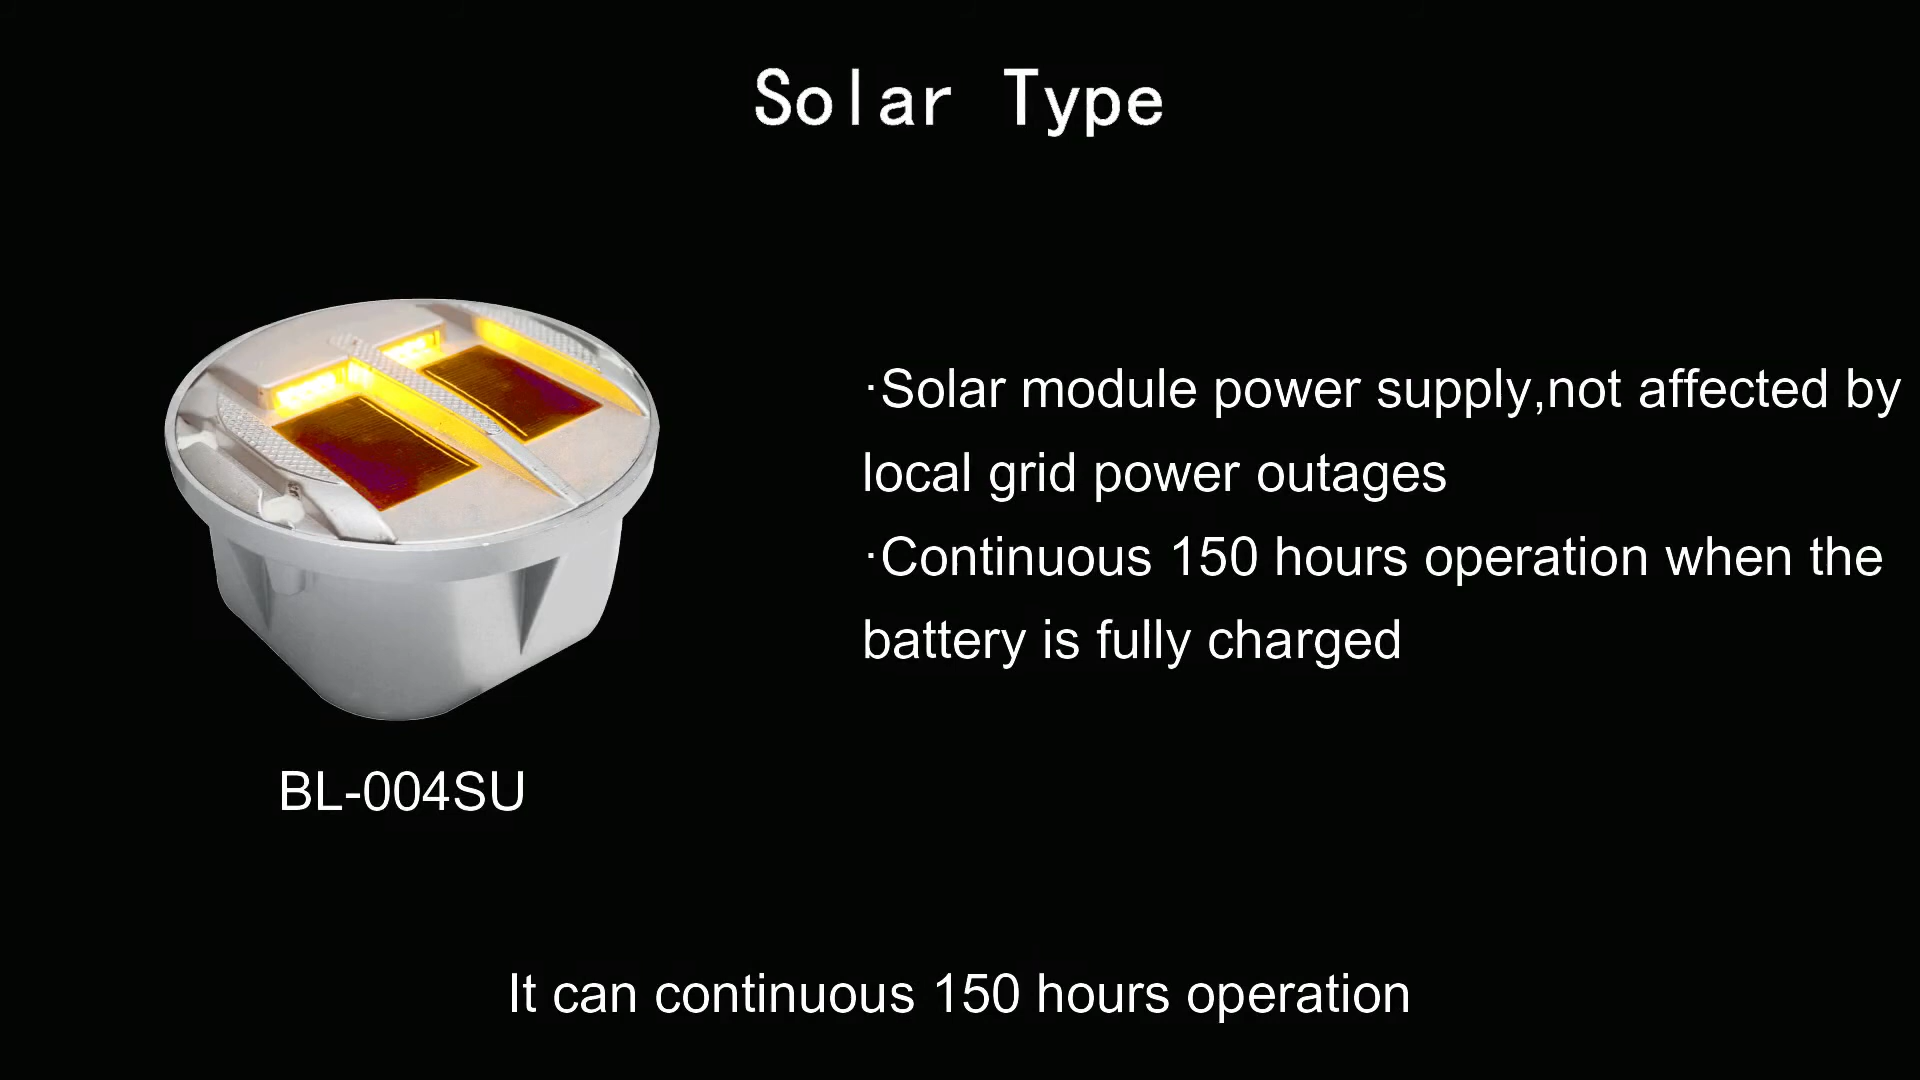 Solar Type
·Solar module power supply,not affected by
local grid power outages
·Continuous 150 hours operation when the
battery is fully charged
BL-004SU
It can continuous 150 hours operation